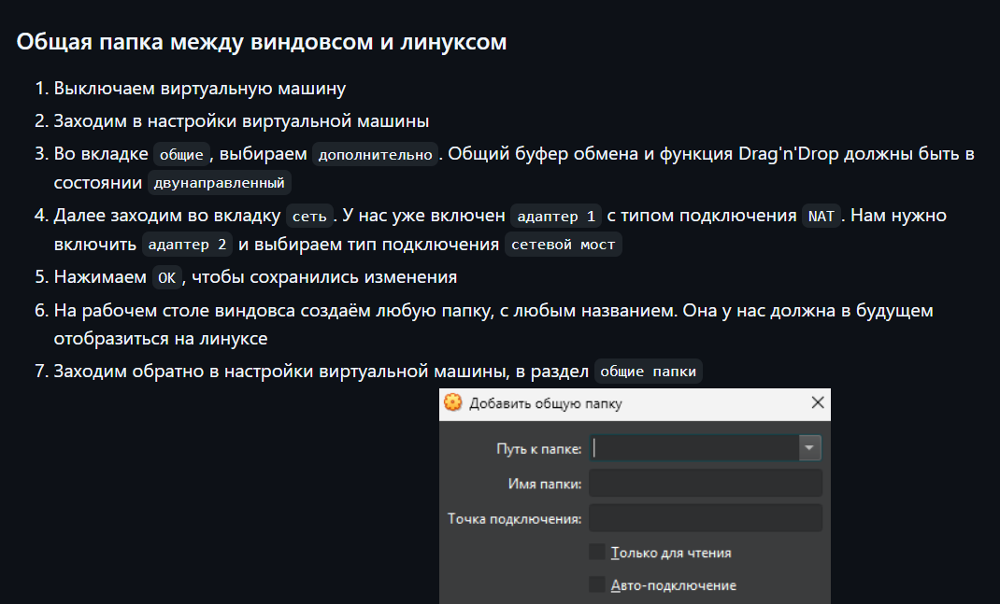 Общая папка между виндовсом и линуксом
1. Выключаем виртуальную машину
2. Заходим в настройки виртуальной машины
3. Во вкладке общие, выбираем дополнительно. Общий буфер обмена и функция Drag'n'Drop должны быть в
состоянии двунаправленный
4. Далее заходим во вкладку сеть. У нас уже включен адаптер 1 с типом подключения NAT. Нам нужно
включить адаптер 2 и выбираем тип подключения сетевой мост
5. Нажимаем ОК, чтобы сохранились изменения
6. На рабочем столе виндовса создаём любую папку, с любым названием. Она у нас должна в будущем
отобразиться на линуксе
7. Заходим обратно в настройки виртуальной машины, в раздел общие папки
Добавить общую папку
Путь к папке:
Имя папки:
Точка подключения:
Только для чтения
Авто-подключение